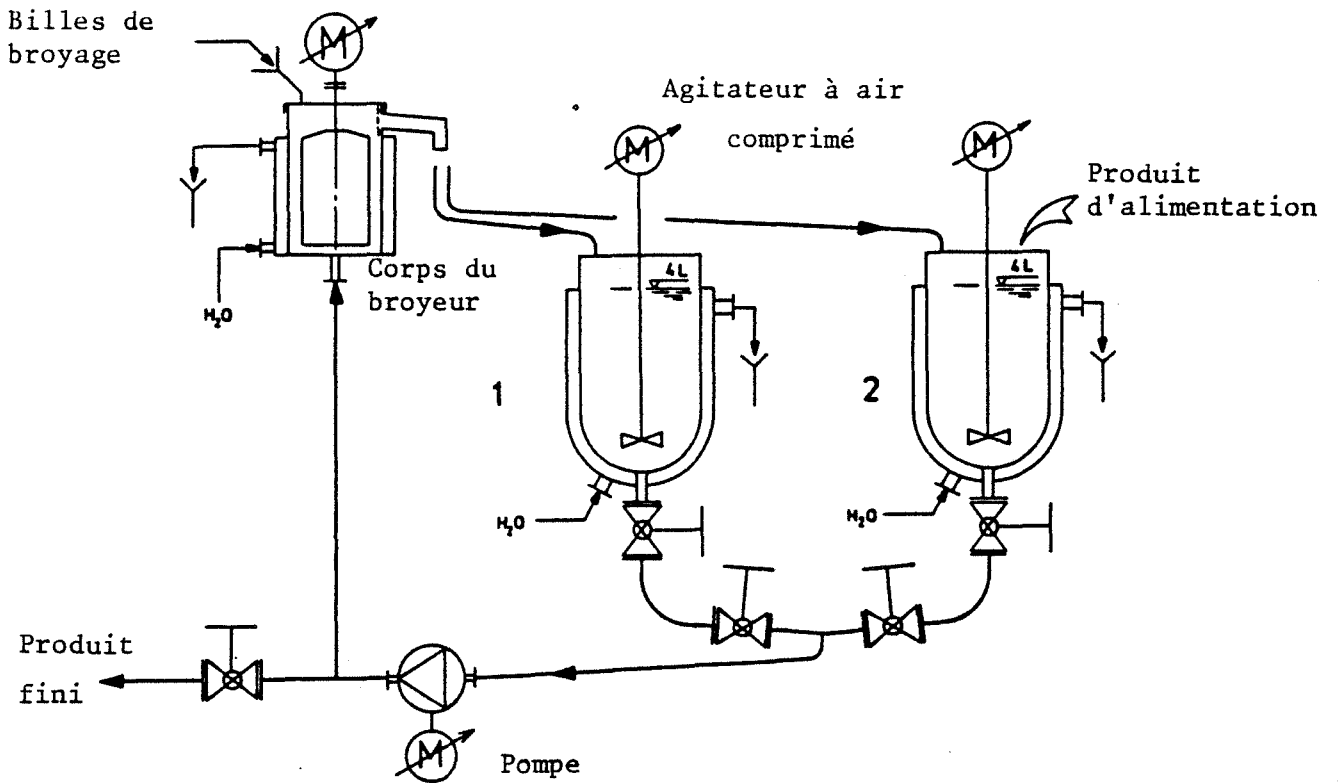 Billes de
broyage
M
Agitateur à air
comprimé
M
M
Produit
d'alimentation
Corps du
broyeur
H₂O
4L
4L
1
2
H₂O
H₂O
Produit
fini
M
Pompe